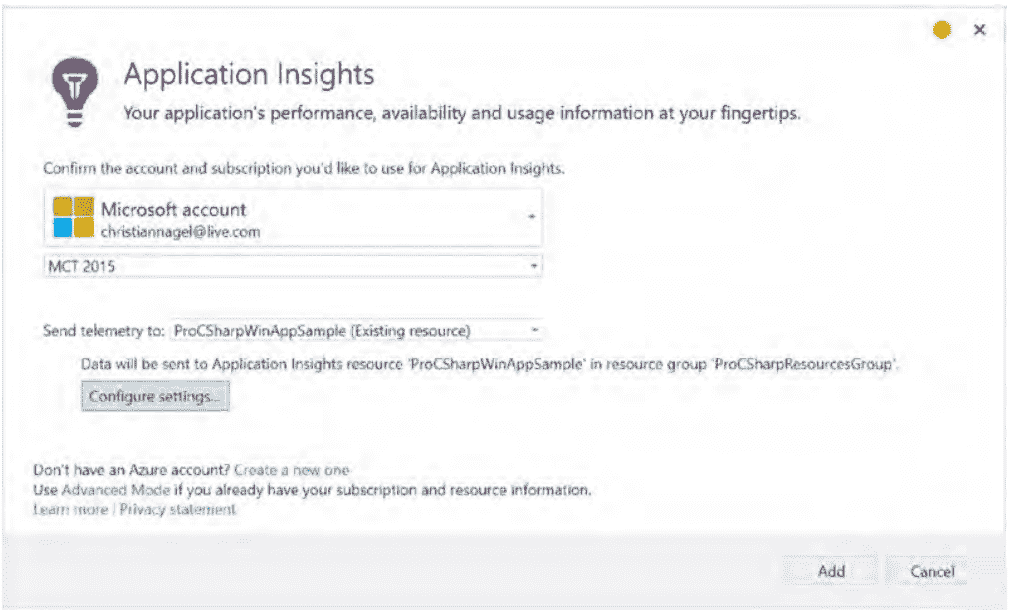 Application Insights
Your application's performance, availability and usage information at your fingertips.
Confirm the account and subscription you'd like to use for Application Insights.
Microsoft account
christiannagel@live.com
MCT 2015
Send telemetry to: ProCSharpWinAppSample (Existing resource)
Data will be sent to Application Insights resource 'ProCSharpWinAppSample' in resource group 'ProCSharpResourcesGroup'.
Configure settings...
Don't have an Azure account? Create a new one
Use Advanced Mode if you already have your subscription and resource information.
Learn more | Privacy statement
Add Cancel